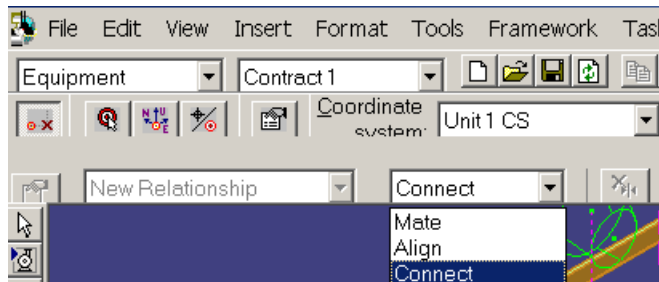 File Edit View Insert Format Tools Framework Tas
Equipment Contract 1
Coordinate
system: Unit 1 CS
New Relationship Connect
Mate
Align
Connect